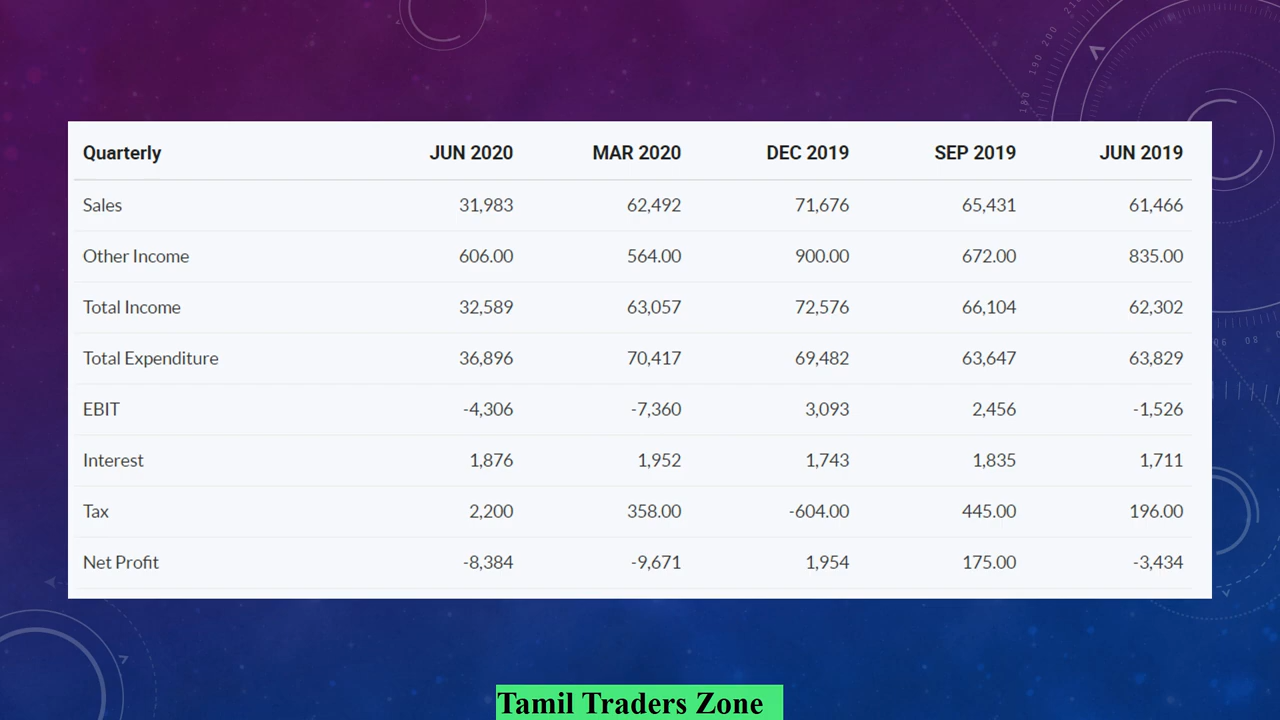 Quarterly JUN 2020 MAR 2020 DEC 2019 SEP 2019 JUN 2019
Sales 31,983 62,492 71,676 65,431 61,466
Other Income 606.00 564.00 900.00 672.00 835.00
Total Income 32,589 63,057 72,576 66,104 62,302
Total Expenditure 36,896 70,417 69,482 63,647 63,829
EBIT -4,306 -7,360 3,093 2,456 -1,526
Interest 1,876 1,952 1,743 1,835 1,711
Tax 2,200 358.00 -604.00 445.00 196.00
Net Profit -8,384 -9,671 1,954 175.00 -3,434
Tamil Traders Zone